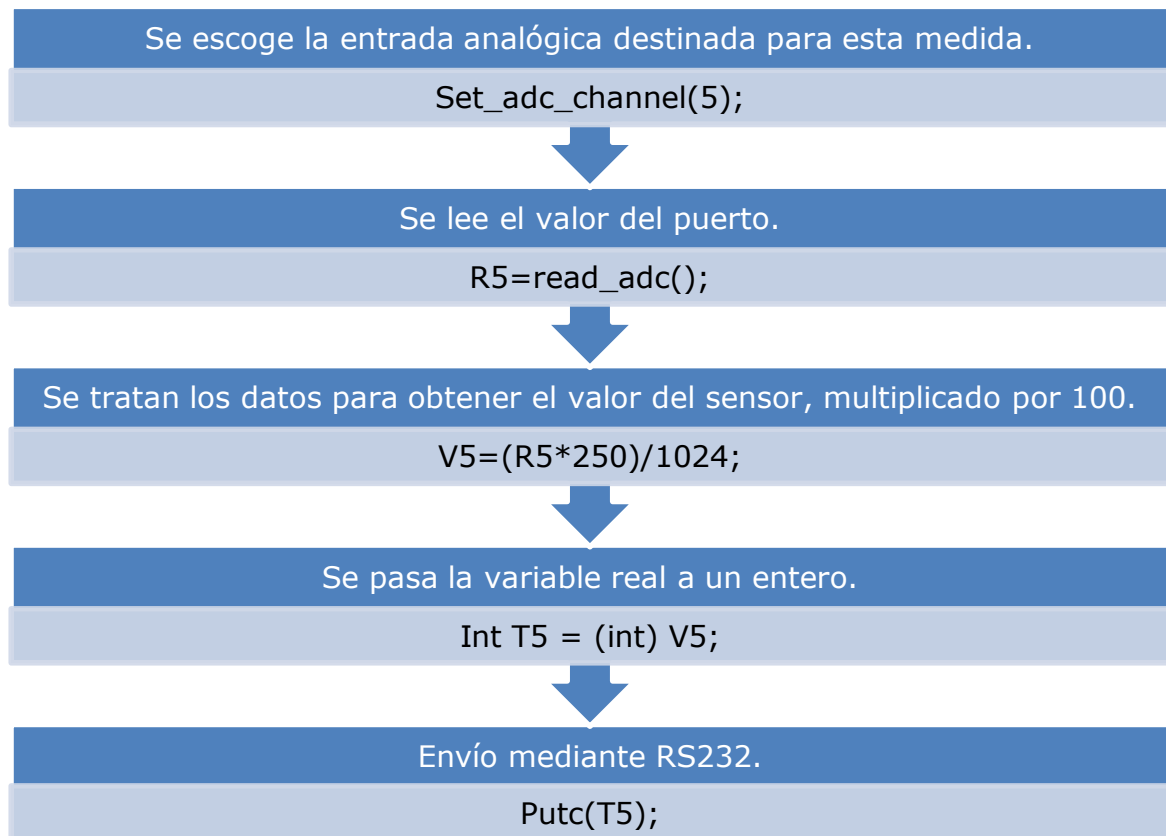 Se escoge la entrada analógica destinada para esta medida.
Set_adc_channel(5);
Se lee el valor del puerto.
R5=read_adc();
Se tratan los datos para obtener el valor del sensor, multiplicado por 100.
V5=(R5*250)/1024;
Se pasa la variable real a un entero.
Int T5 = (int) V5;
Envío mediante RS232.
Putc(T5);